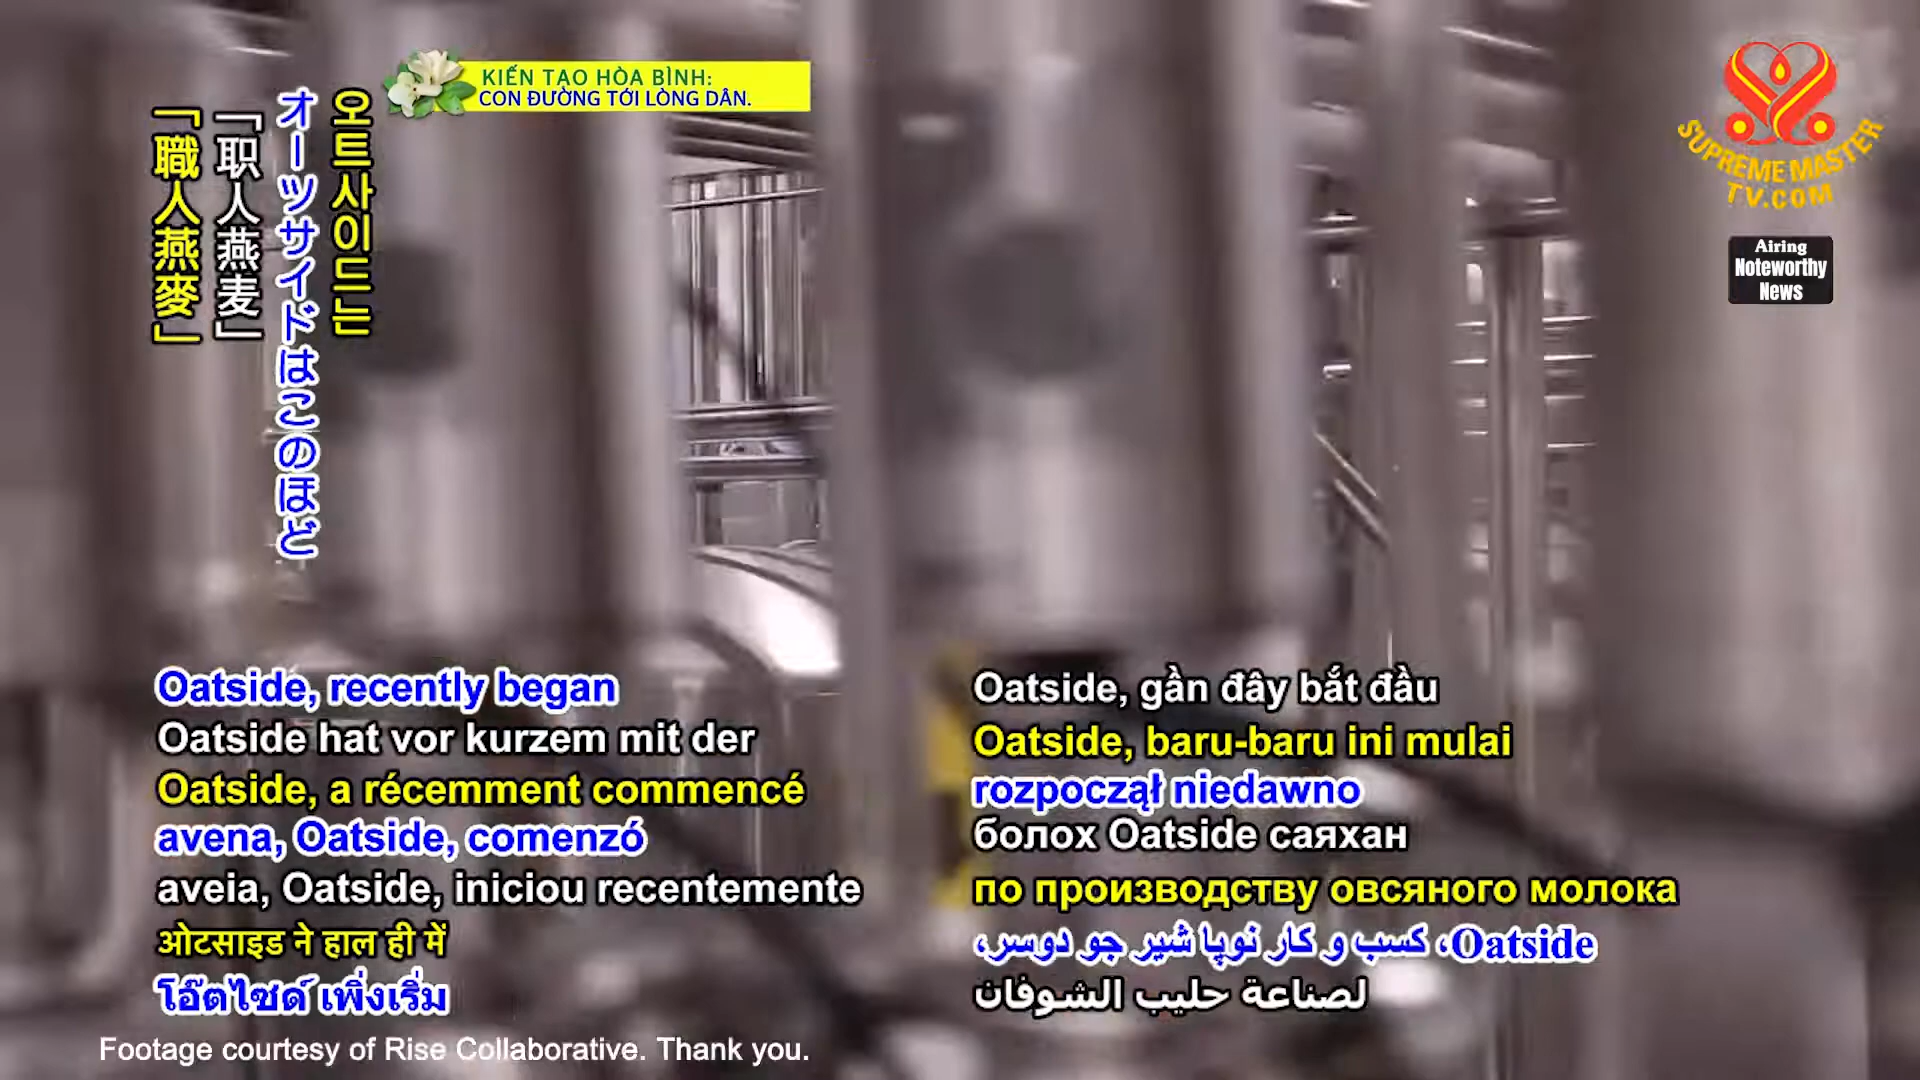 KIẾN TẠO HÒA BÌNH:
CON ĐƯỜNG TỚI LÒNG DÂN.
SUPREME MASTER
TV.COM
Airing
Noteworthy
News
오트사이드는
オーツサイドはこのほど
「职人燕麦」
「職人燕麥」
Oatside, recently began
Oatside hat vor kurzem mit der
Oatside, a récemment commencé
avena, Oatside, comenzó
aveia, Oatside, iniciou recentemente
ओटसाइड ने हाल ही में
โอ๊ตไซด์ เพิ่งเริ่ม
Oatside, gần đây bắt đầu
Oatside, baru-baru ini mulai
rozpoczął niedawno
болох Oatside саяхан
по производству овсяного молока
Oatside، کسب و کار نوپا شیر جو دوسر،
لصناعة حليب الشوفان
Footage courtesy of Rise Collaborative. Thank you.